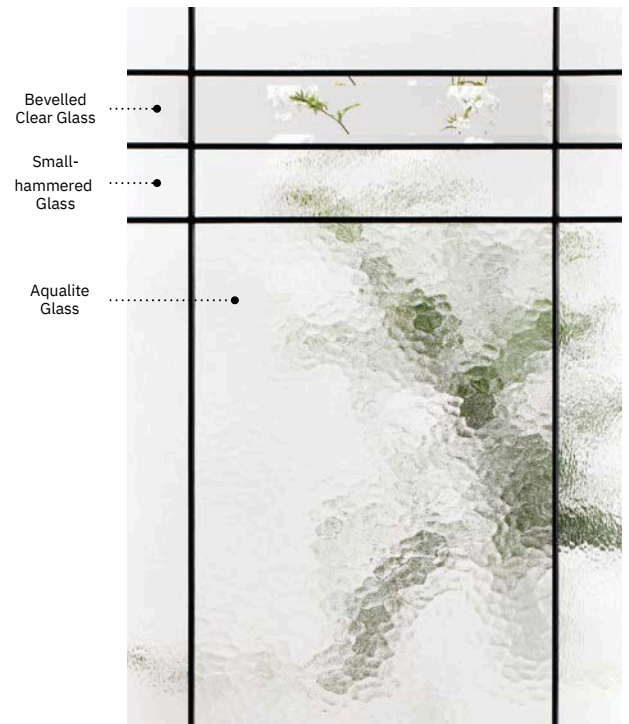 Bevelled
Clear Glass
Small-
hammered
Glass
Aqualite
Glass